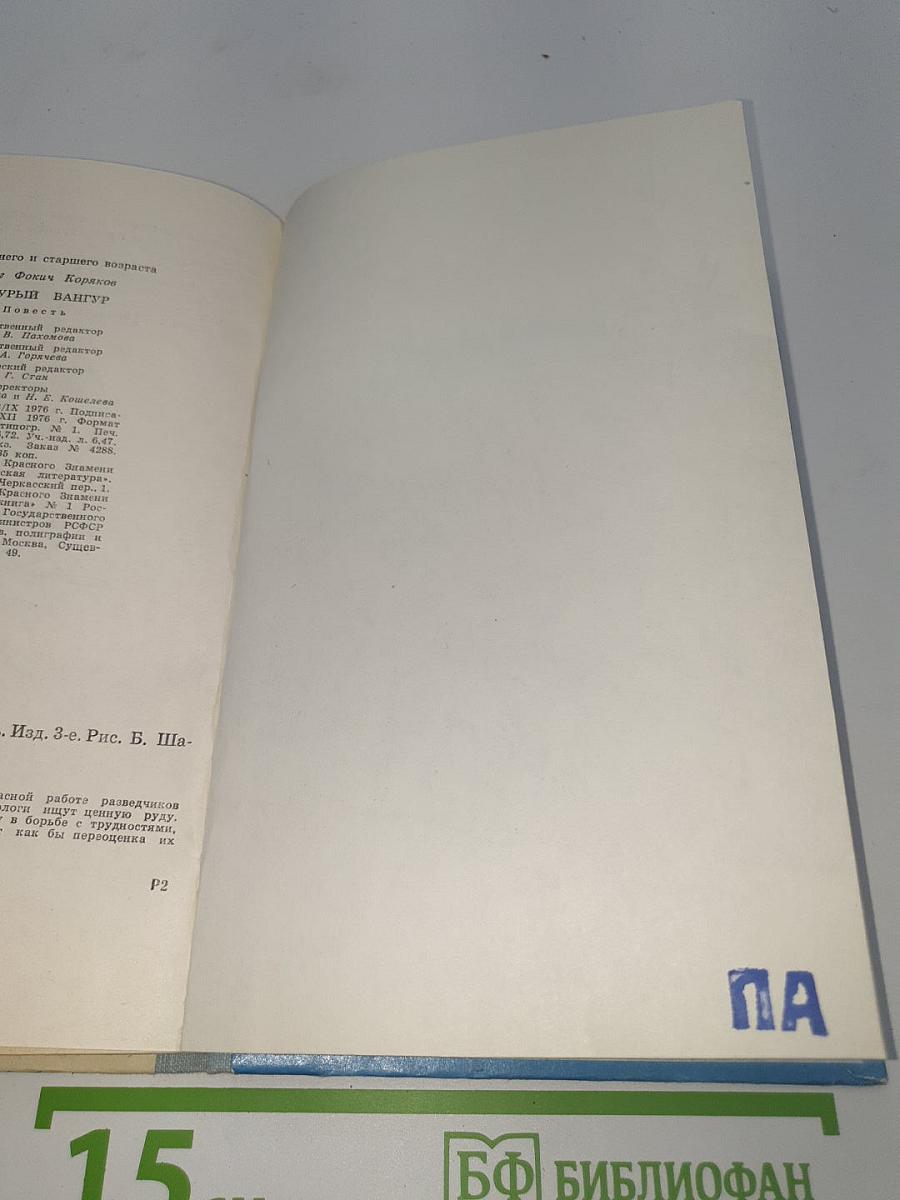 него и старшего возраста
Фокич Коряков
УРЫЙ ВАНГУР
Повесть
ственный редактор
В. Пахомова
ственный редактор
А. Горячева
еский редактор
Г. Стан
рректоры
и Н. Е. Кошелева
/IX 1976 г. Подписа-
XII 1976 г. Формат
типогр. № 1. Печ.
,72. Уч.-изд. л. 6,47.
Заказ № 4288.
35 коп.
Красного Знамени
ская литература».
Черкасский пер., 1.
Красного Знамени
книга» № 1 Рос-
Государственного
инистров РСФСР
в, полиграфии и
Москва, Сущев-
49.
. Изд. 3-е. Рис. Б. Ша-
асной работе разведчиков
ологи ищут ценную руду.
у в борьбе с трудностями,
т как бы переоценка их
Р2
ПА
15 см
БФ БИБЛИОФАН